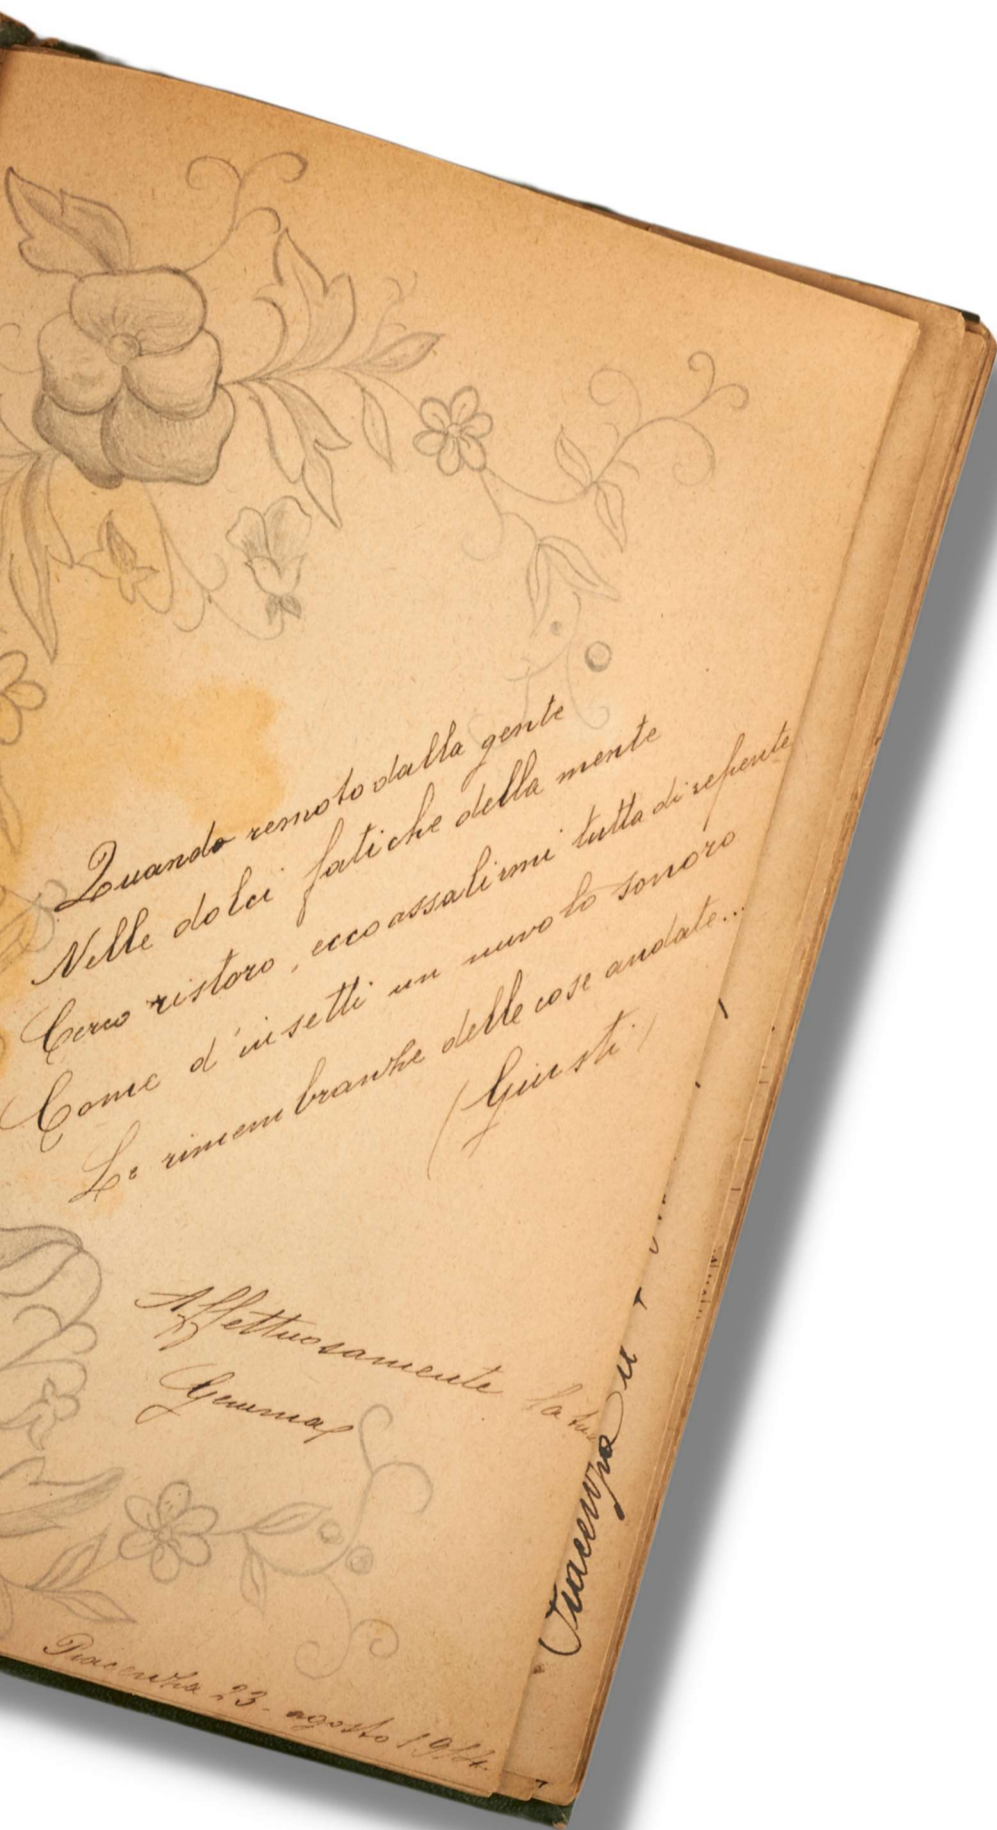 Quando remoto dalla gente
Nelle dolci fatiche della mente
Cerco ristoro, ecco assalirmi tutta di repente
Come d'insetti un nuvolo sonoro
Le rimembranze delle cose andate...
(Giusti)
Affettuosamente la tua
Gemma
Piacenza 23. agosto 1914.
Piacenza